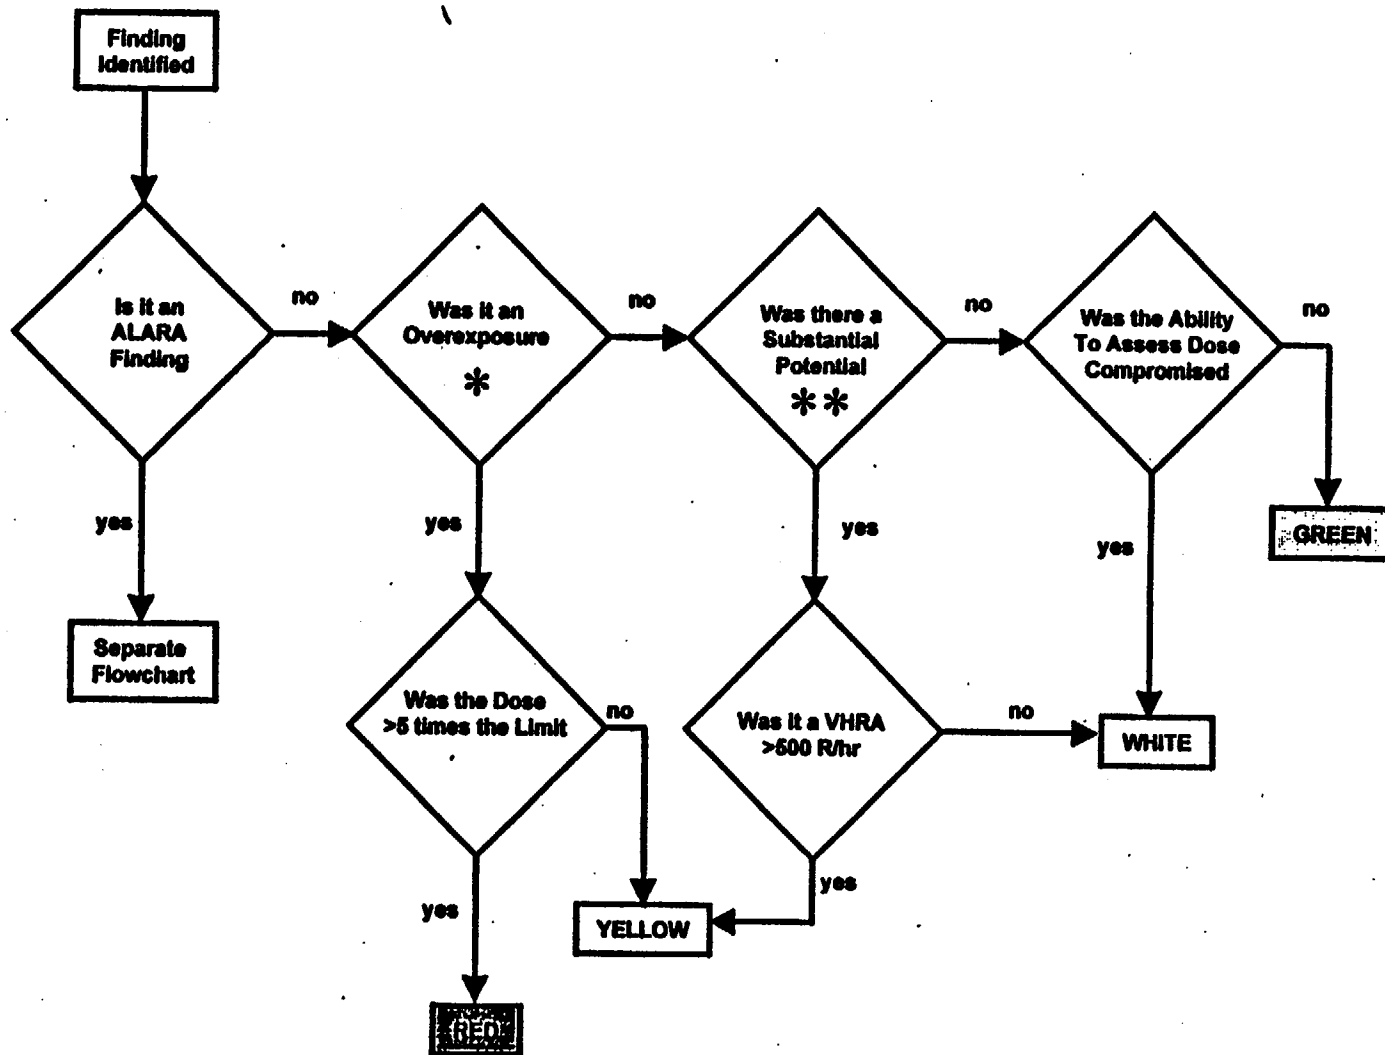 Finding
Identified
Is it an
ALARA
Finding
no
Was it an
Overexposure
*
no
Was there a
Substantial
Potential
**
no
Was the Ability
To Assess Dose
Compromised
no
yes
yes
yes
yes
GREEN
Separate
Flowchart
Was the Dose
>5 times the Limit
no
Was it a VHRA
>500 R/hr
no
WHITE
yes
yes
YELLOW
RED